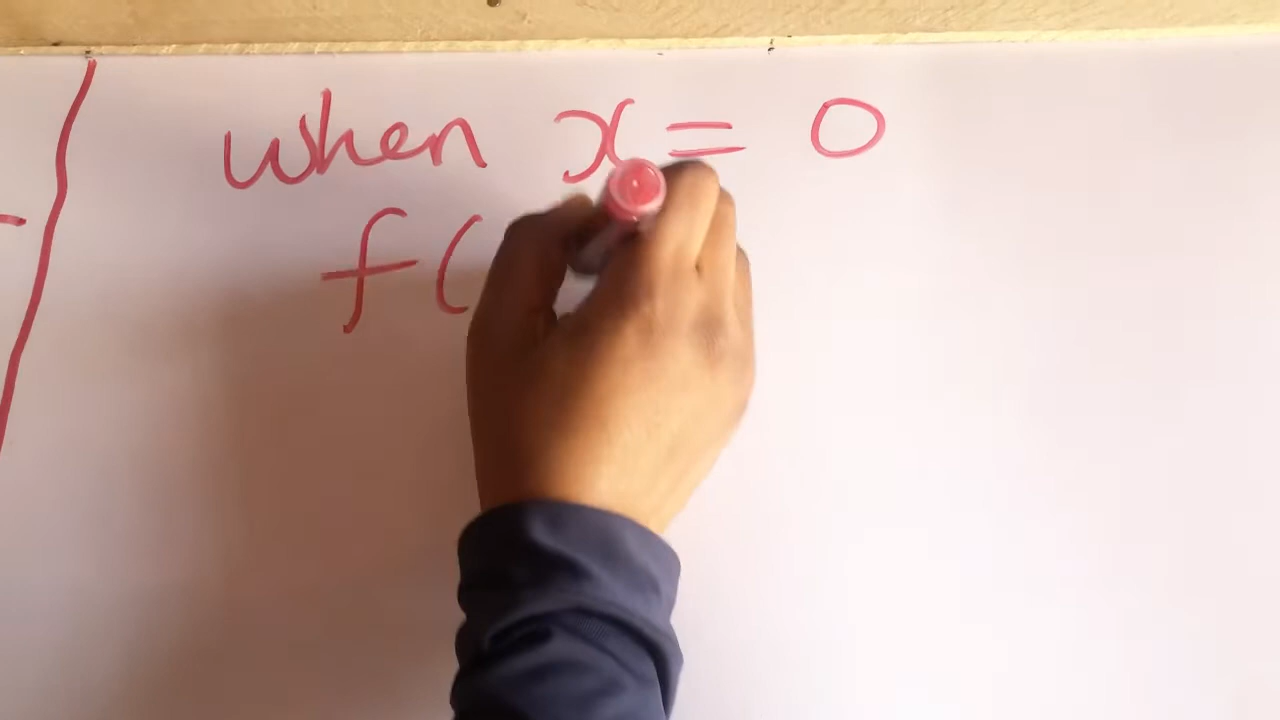 when x = 0
f(